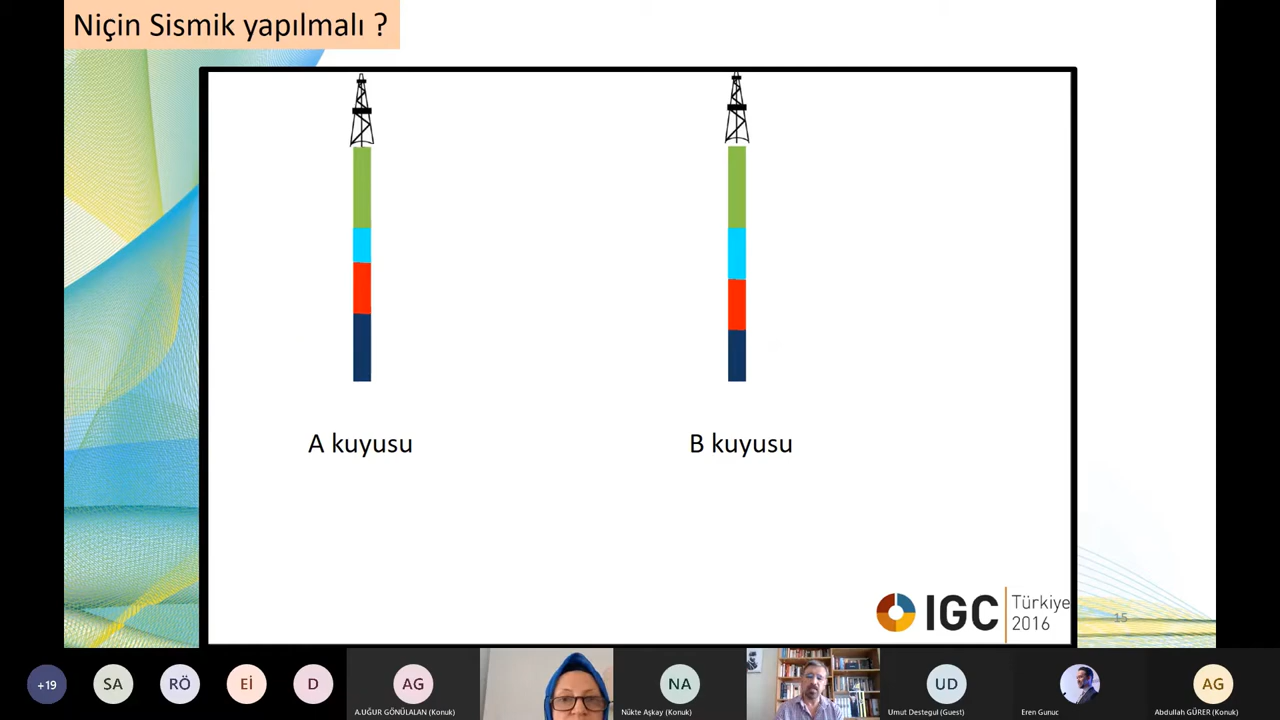 Niçin Sismik yapılmalı ?
A kuyusu
B kuyusu
IGC
Türkiye
2016
15
+19
SA
RÖ
Eİ
D
AG
A.UĞUR GÖNÜLALAN (Konuk)
NA
Nükte Aşkay (Konuk)
UD
Umut Destegul (Guest)
Eren Gunuc
AG
Abdullah GÜRER (Konuk)